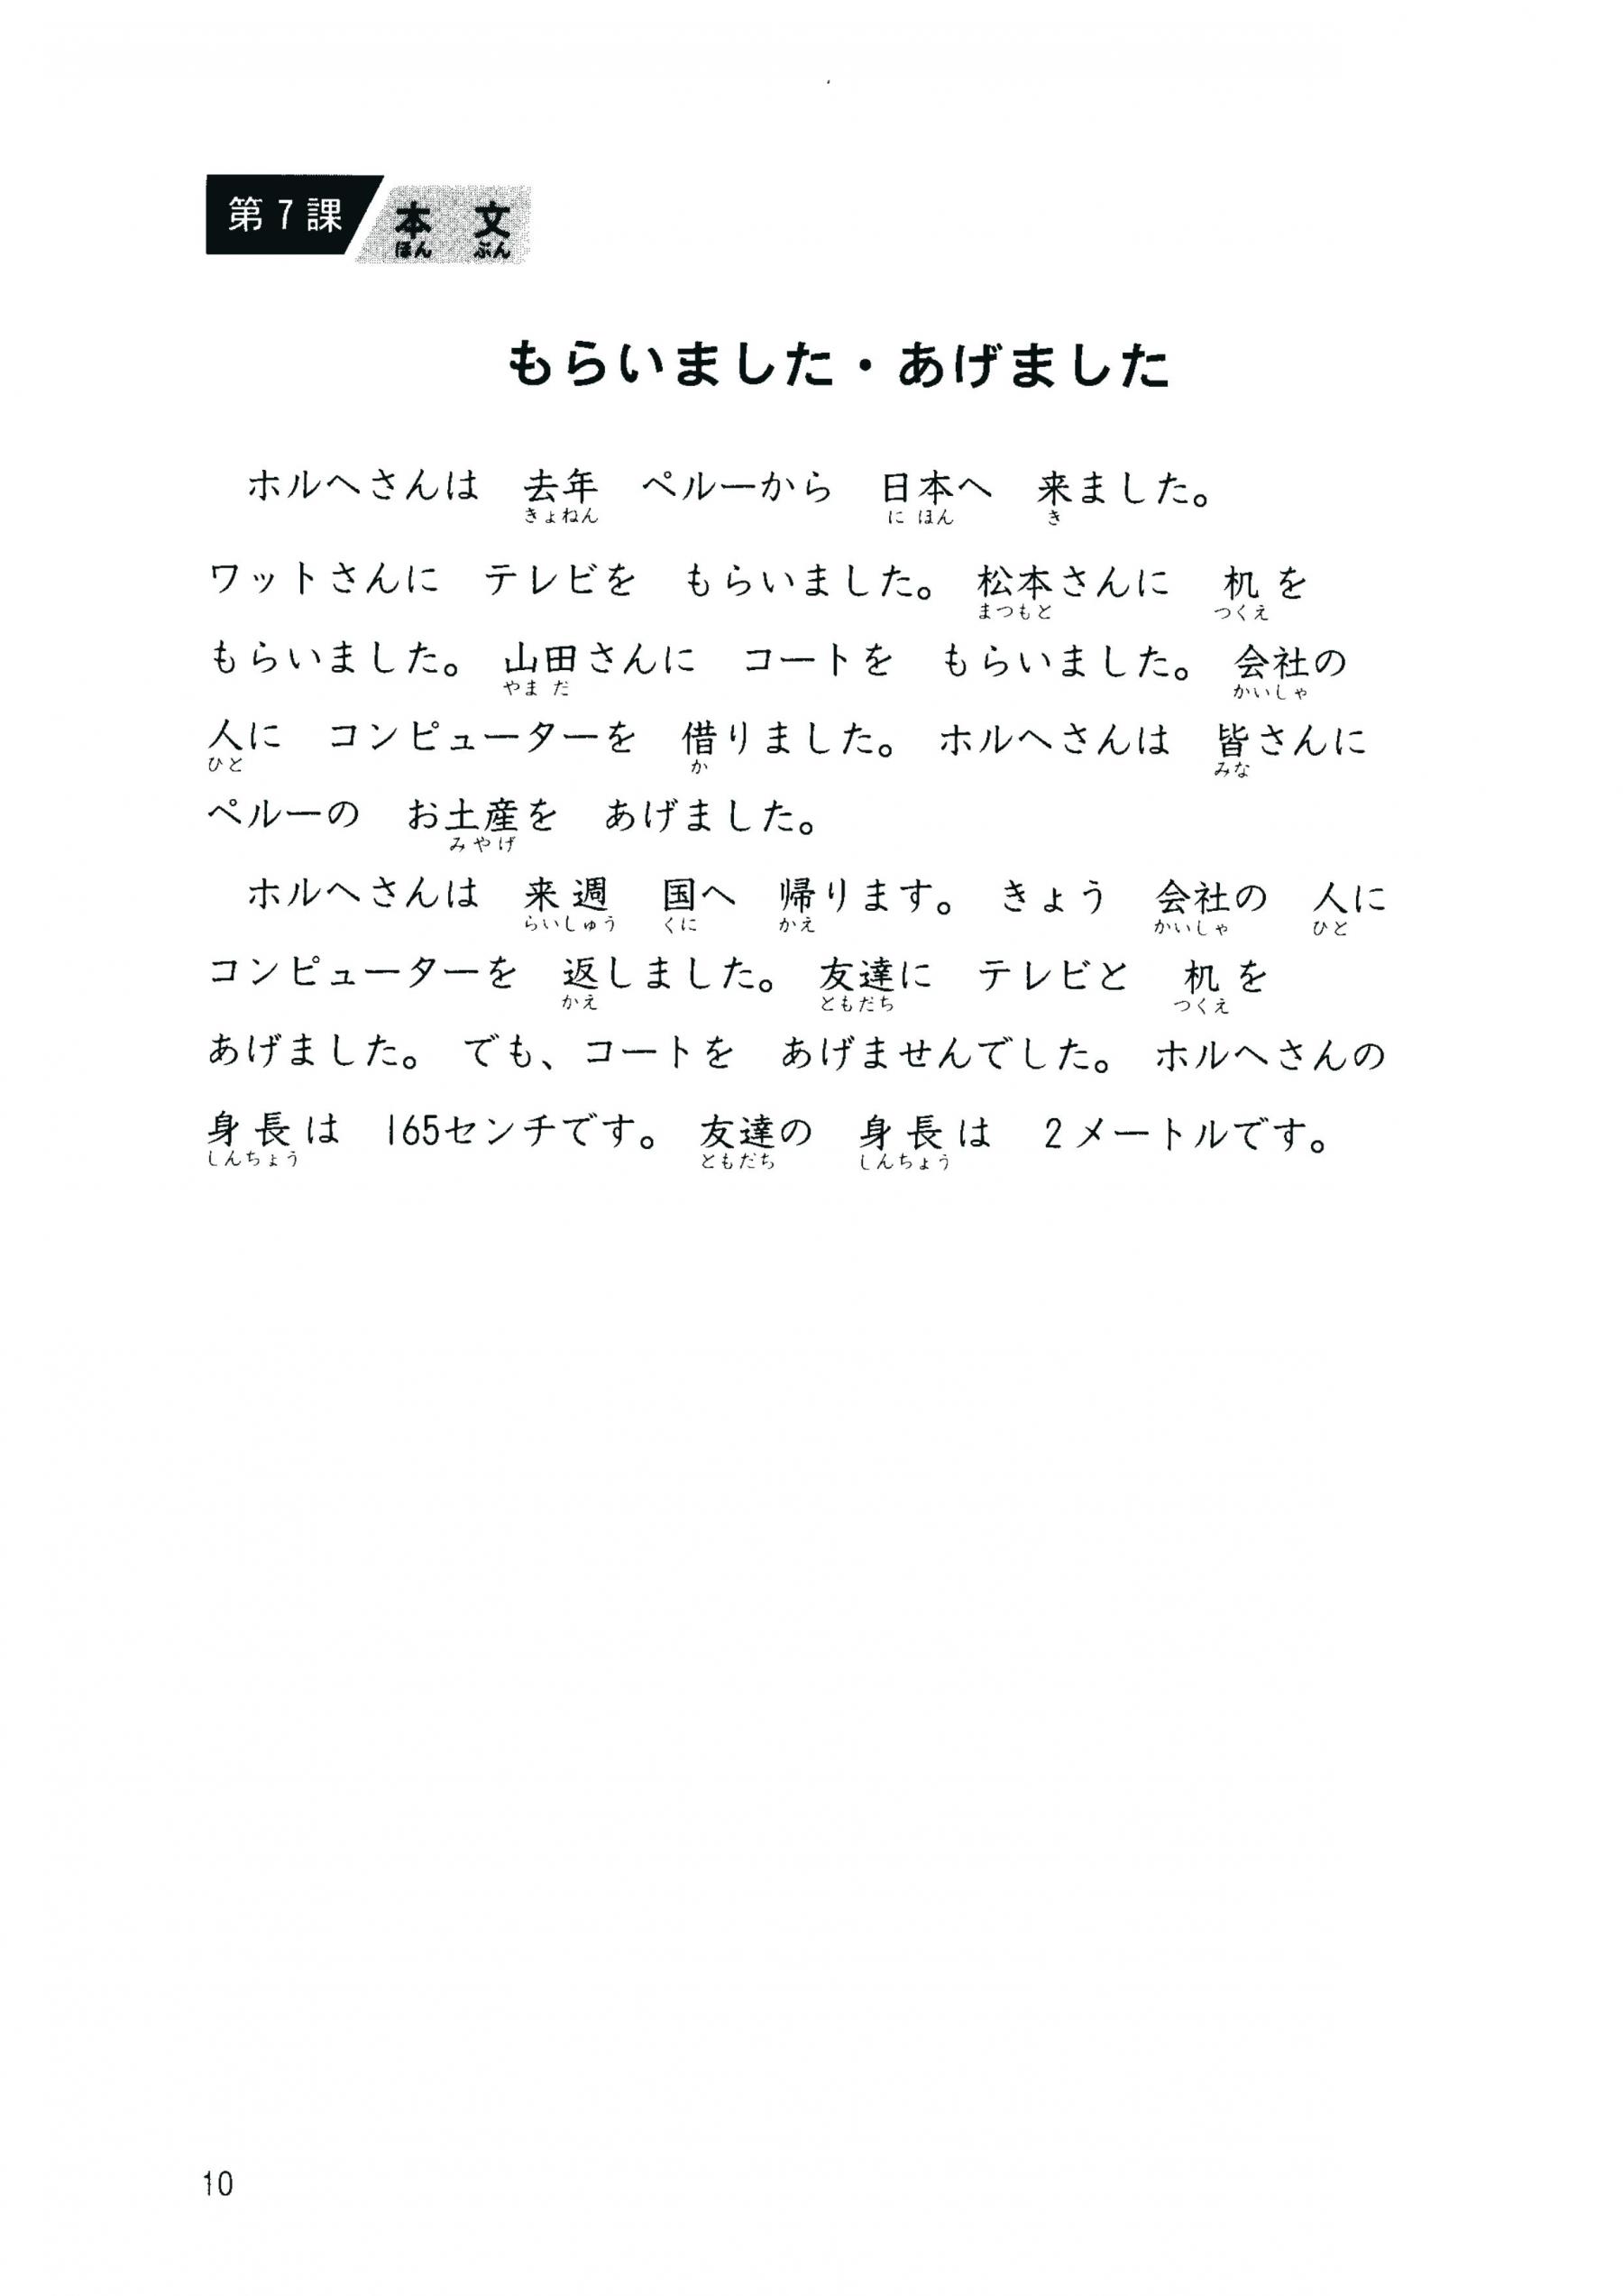 第7課 本文
ほん ぶん
もらいました・あげました
ホルヘさんは 去年 ペルーから 日本へ 来ました。
きょねん に ほん き
ワットさんに テレビを もらいました。 松本さんに 机を
まつもと つくえ
もらいました。 山田さんに コートを もらいました。 会社の
やま だ かいしゃ
人に コンピューターを 借りました。 ホルヘさんは 皆さんに
ひと か みな
ペルーの お土産を あげました。
みやげ
ホルヘさんは 来週 国へ 帰ります。 きょう 会社の 人に
らいしゅう くに かえ かいしゃ ひと
コンピューターを 返しました。 友達に テレビと 机を
かえ ともだち つくえ
あげました。 でも、コートを あげませんでした。 ホルヘさんの
身長は 165センチです。 友達の 身長は 2メートルです。
しんちょう ともだち しんちょう
10